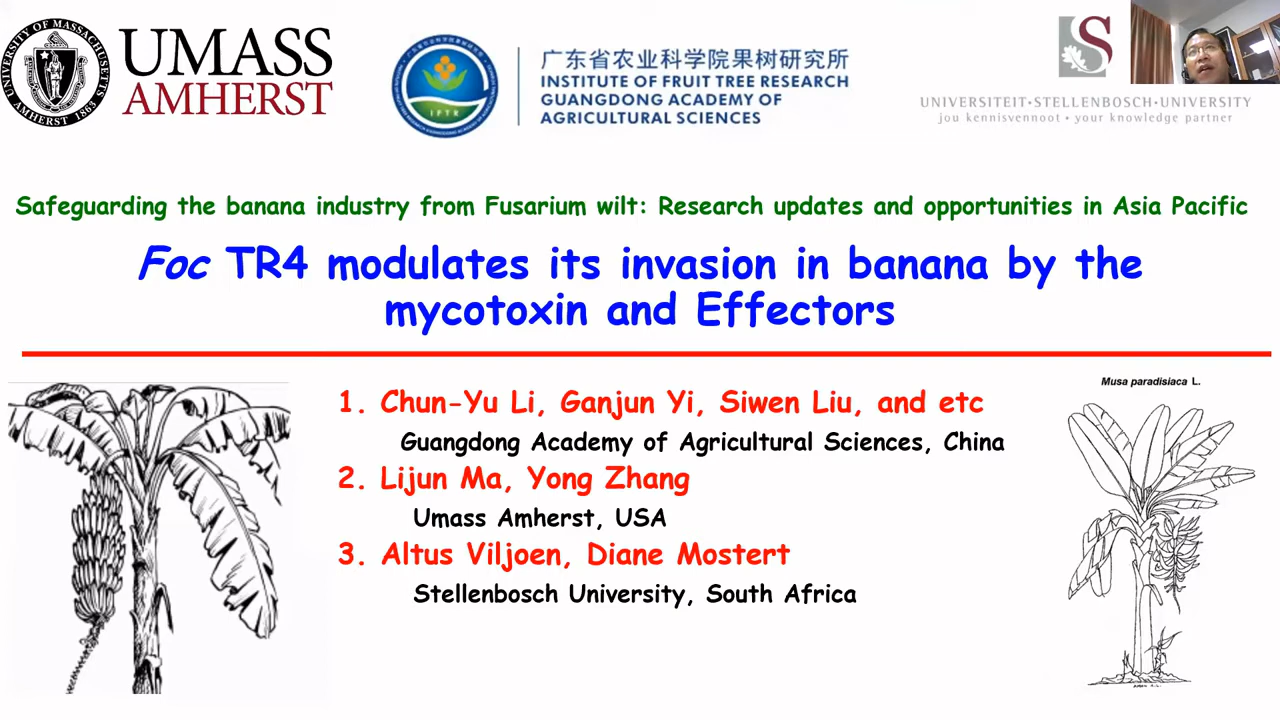 UNIVERSITY OF MASSACHUSETTS
AMHERST 1863
UMASS
AMHERST
IFTR
广东省农业科学院果树研究所
INSTITUTE OF FRUIT TREE RESEARCH
GUANGDONG ACADEMY OF
AGRICULTURAL SCIENCES
S
UNIVERSITEIT·STELLENBOSCH·UNIVERSITY
jou kennisvennoot • your knowledge partner
Safeguarding the banana industry from Fusarium wilt: Research updates and opportunities in Asia Pacific
Foc TR4 modulates its invasion in banana by the
mycotoxin and Effectors
Musa paradisiaca L.
1. Chun-Yu Li, Ganjun Yi, Siwen Liu, and etc
Guangdong Academy of Agricultural Sciences, China
2. Lijun Ma, Yong Zhang
Umass Amherst, USA
3. Altus Viljoen, Diane Mostert
Stellenbosch University, South Africa